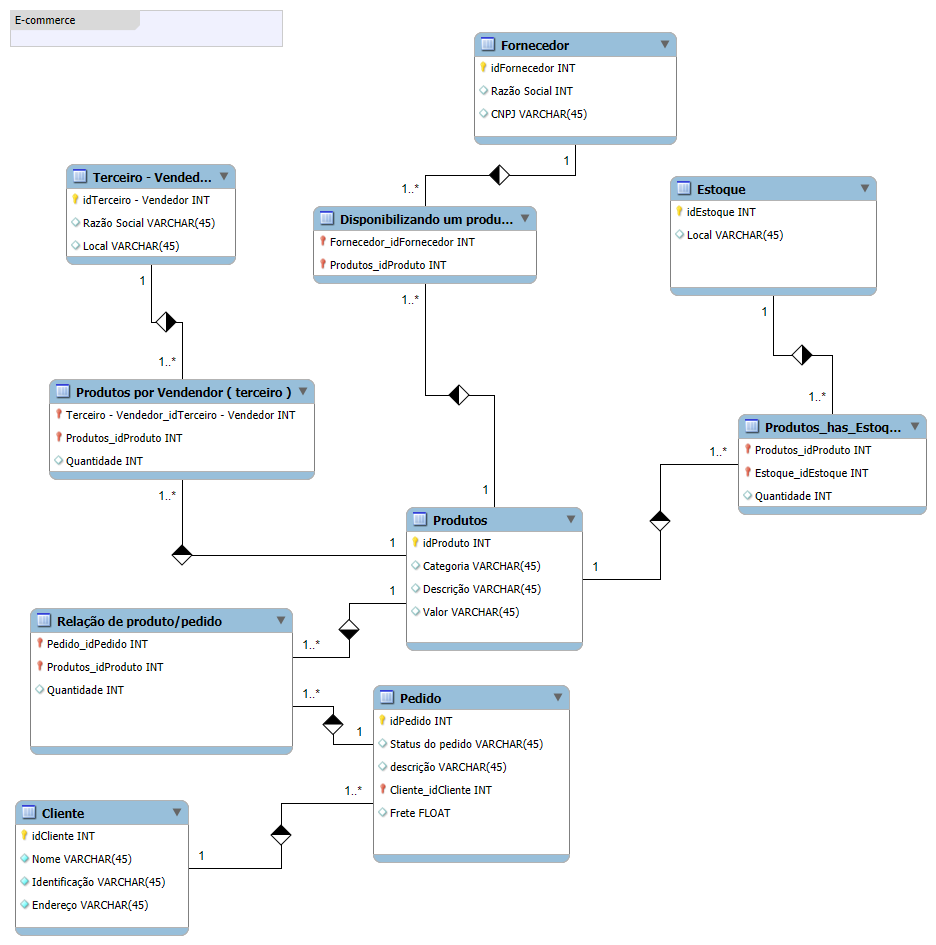 E-commerce
Fornecedor
idFornecedor INT
Razão Social INT
CNPJ VARCHAR(45)
1
1..*
Terceiro - Vended...
idTerceiro - Vendedor INT
Razão Social VARCHAR(45)
Local VARCHAR(45)
1
1..*
Disponibilizando um produ...
Fornecedor_idFornecedor INT
Produtos_idProduto INT
1..*
1
Estoque
idEstoque INT
Local VARCHAR(45)
1
1..*
Produtos por Vendendor ( terceiro )
Terceiro - Vendedor_idTerceiro - Vendedor INT
Produtos_idProduto INT
Quantidade INT
1..*
1
Produtos_has_Estoq...
Produtos_idProduto INT
Estoque_idEstoque INT
Quantidade INT
1..*
1
Produtos
idProduto INT
Categoria VARCHAR(45)
Descrição VARCHAR(45)
Valor VARCHAR(45)
1
1..*
Relação de produto/pedido
Pedido_idPedido INT
Produtos_idProduto INT
Quantidade INT
1..*
1
Pedido
idPedido INT
Status do pedido VARCHAR(45)
descrição VARCHAR(45)
Cliente_idCliente INT
Frete FLOAT
1..*
1
Cliente
idCliente INT
Nome VARCHAR(45)
Identificação VARCHAR(45)
Endereço VARCHAR(45)